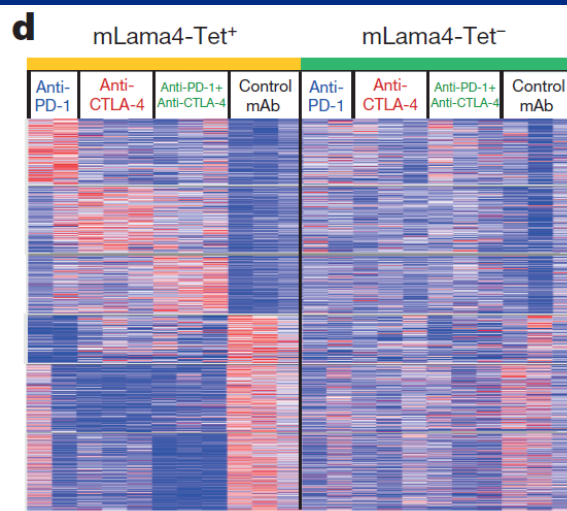 d
mLama4-Tet⁺
mLama4-Tet⁻
Anti-
PD-1
Anti-
CTLA-4
Anti-PD-1+
Anti-CTLA-4
Control
mAb
Anti-
PD-1
Anti-
CTLA-4
Anti-PD-1+
Anti-CTLA-4
Control
mAb